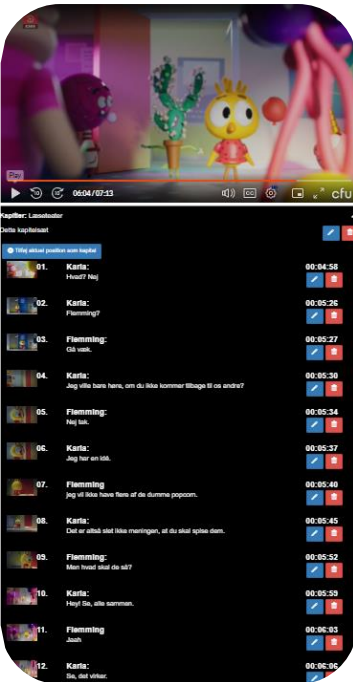 Play
06:04/07:13
CC
cfu
Kapitler: Læseteater
Dette kapitelsæt
Tilføj aktuel position som kapitel
01. Karla: 00:04:58
Hvad? Nej
02. Karla: 00:05:26
Flemming?
03. Flemming: 00:05:27
Gå væk.
04. Karla: 00:05:30
Jeg ville bare høre, om du ikke kommer tilbage til os andre?
05. Flemming: 00:05:34
Nej tak.
06. Karla: 00:05:37
Jeg har en idé.
07. Flemming 00:05:40
jeg vil ikke have flere af de dumme popcorn.
08. Karla: 00:05:45
Det er altså slet ikke meningen, at du skal spise dem.
09. Flemming: 00:05:52
Men hvad skal de så?
10. Karla: 00:05:59
Hey! Se, alle sammen.
11. Flemming 00:06:03
Jaah
12. Karla: 00:06:06
Se, det virker.